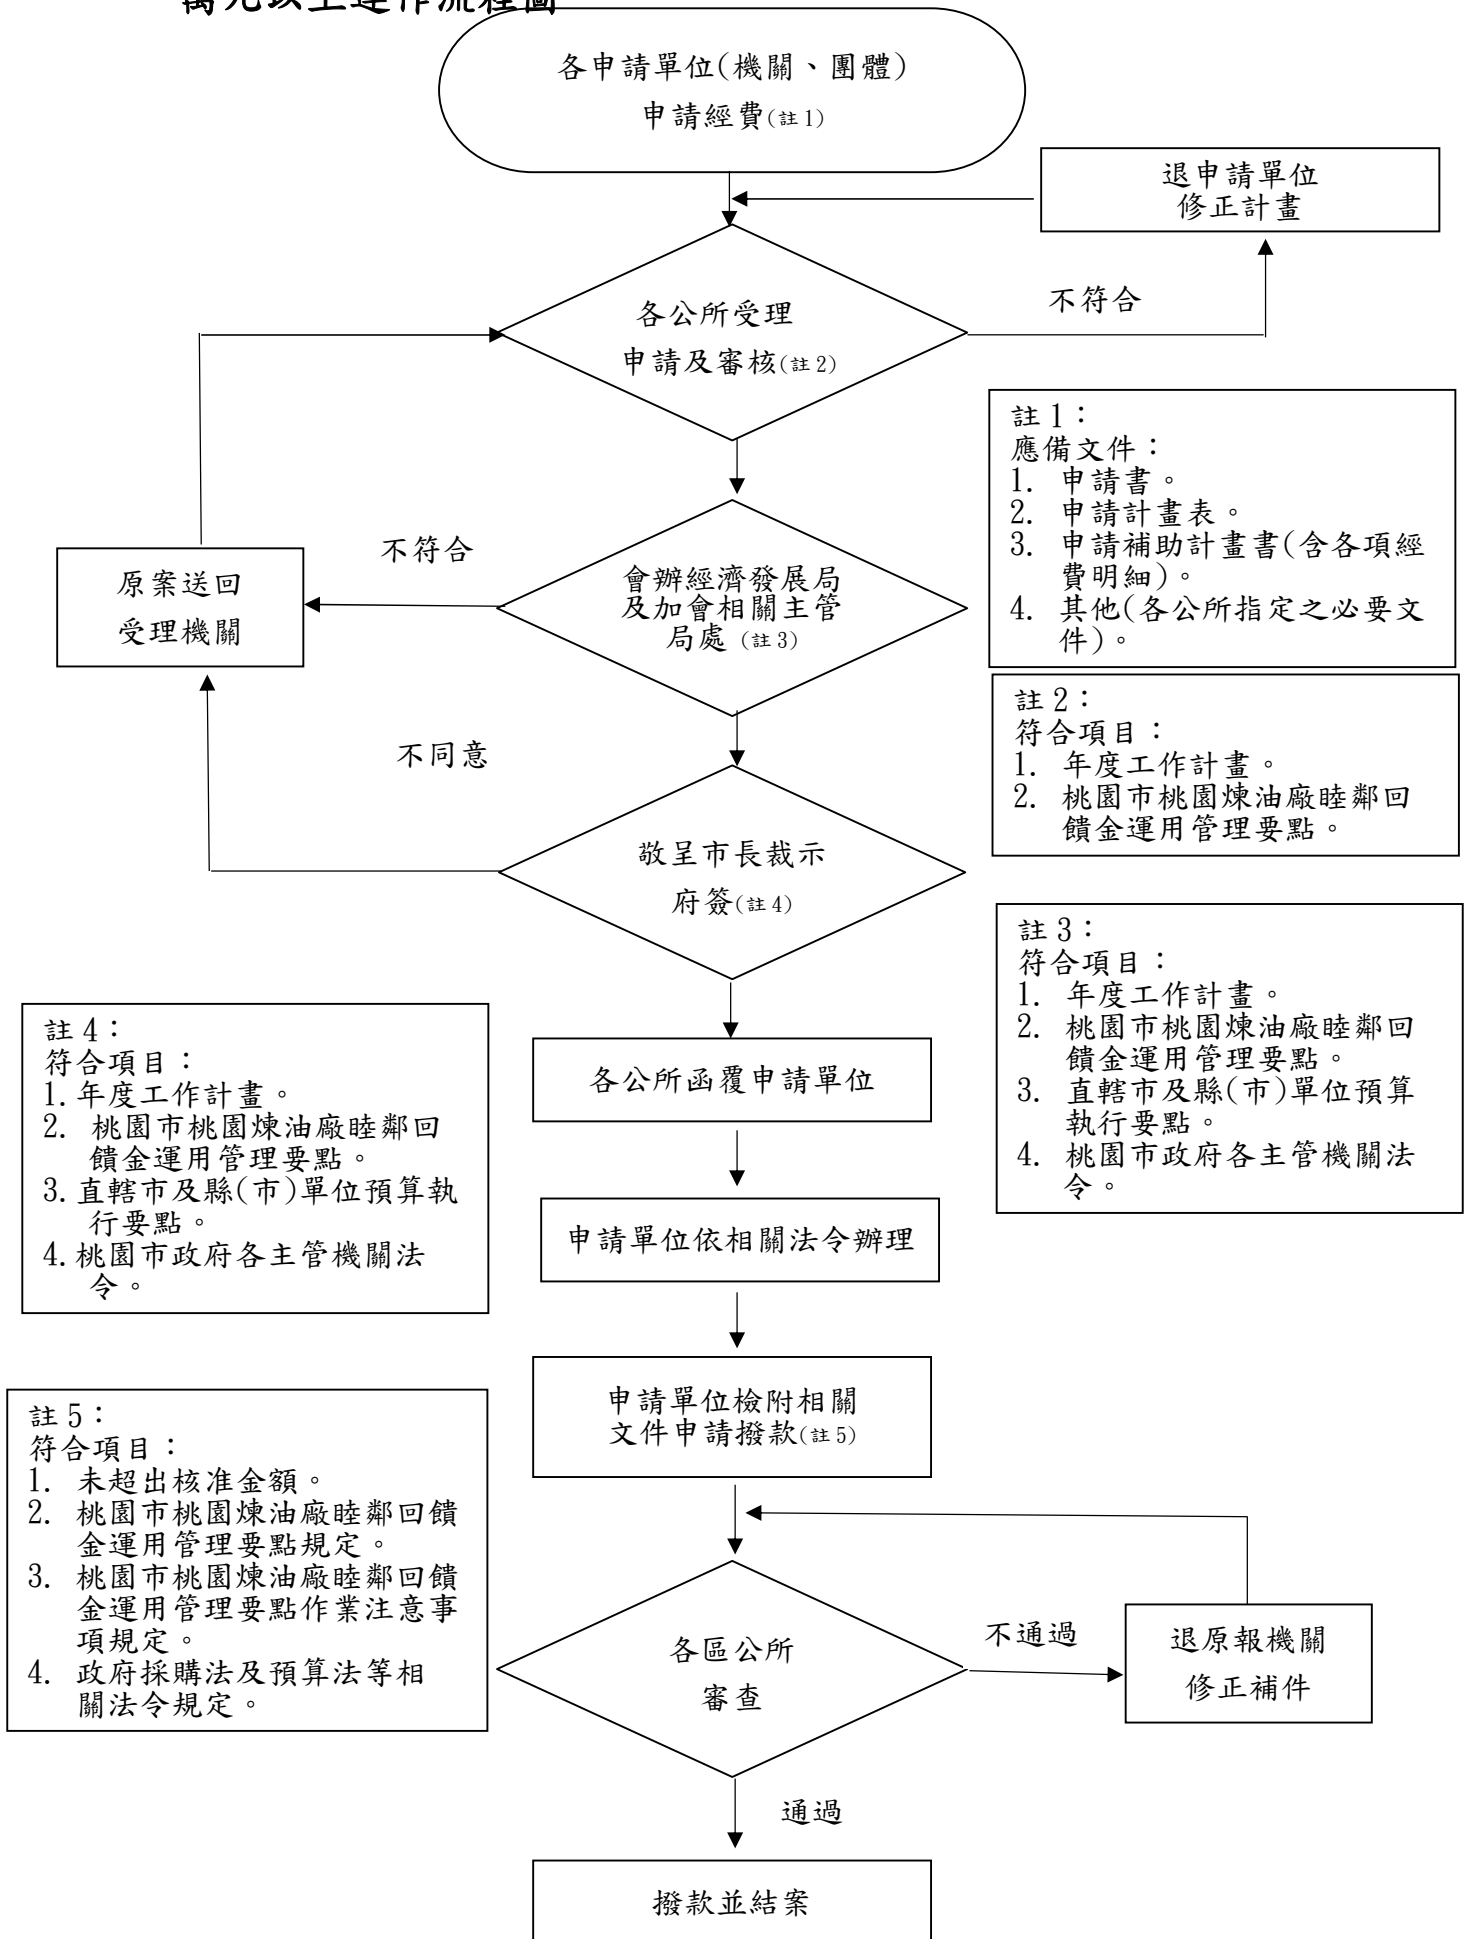 萬元以上運作流程圖
各申請單位(機關、團體)
申請經費(註1)
退申請單位
修正計畫
不符合
各公所受理
申請及審核(註2)
註1：
應備文件：
1. 申請書。
2. 申請計畫表。
3. 申請補助計畫書(含各項經
費明細)。
4. 其他(各公所指定之必要文
件)。
不符合
原案送回
受理機關
會辦經濟發展局
及加會相關主管
局處 (註3)
註2：
符合項目：
1. 年度工作計畫。
2. 桃園市桃園煉油廠睦鄰回
饋金運用管理要點。
不同意
敬呈市長裁示
府簽(註4)
註3：
符合項目：
1. 年度工作計畫。
2. 桃園市桃園煉油廠睦鄰回
饋金運用管理要點。
3. 直轄市及縣(市)單位預算
執行要點。
4. 桃園市政府各主管機關法
令。
註4：
符合項目：
1.年度工作計畫。
2. 桃園市桃園煉油廠睦鄰回
饋金運用管理要點。
3.直轄市及縣(市)單位預算執
行要點。
4.桃園市政府各主管機關法
令。
各公所函覆申請單位
申請單位依相關法令辦理
申請單位檢附相關
文件申請撥款(註5)
註5：
符合項目：
1. 未超出核准金額。
2. 桃園市桃園煉油廠睦鄰回饋
金運用管理要點規定。
3. 桃園市桃園煉油廠睦鄰回饋
金運用管理要點作業注意事
項規定。
4. 政府採購法及預算法等相
關法令規定。
各區公所
審查
不通過
退原報機關
修正補件
通過
撥款並結案